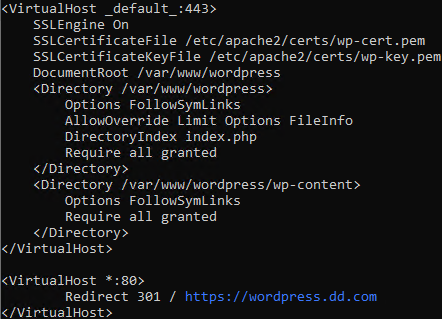 <VirtualHost _default_:443>
    SSLEngine On
    SSLCertificateFile /etc/apache2/certs/wp-cert.pem
    SSLCertificateKeyFile /etc/apache2/certs/wp-key.pem
    DocumentRoot /var/www/wordpress
    <Directory /var/www/wordpress>
        Options FollowSymLinks
        AllowOverride Limit Options FileInfo
        DirectoryIndex index.php
        Require all granted
    </Directory>
    <Directory /var/www/wordpress/wp-content>
        Options FollowSymLinks
        Require all granted
    </Directory>
</VirtualHost>

<VirtualHost *:80>
        Redirect 301 / https://wordpress.dd.com
</VirtualHost>